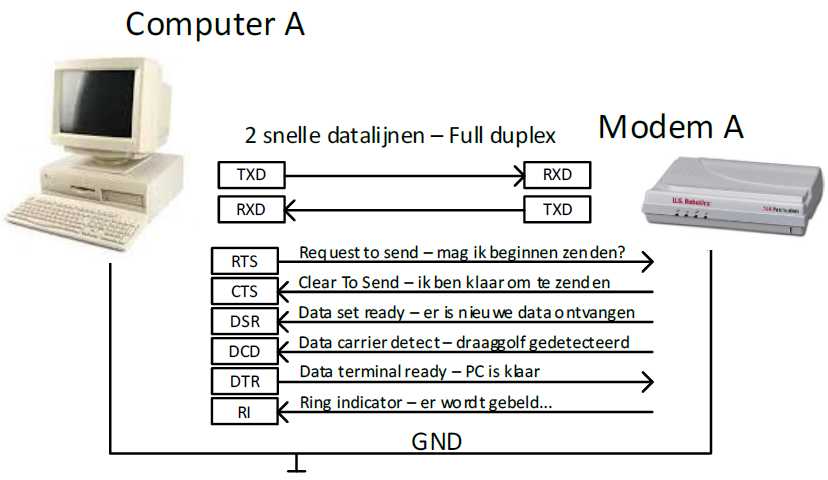 Computer A
2 snelle datalijnen – Full duplex
Modem A
TXD
RXD
RXD
TXD
U.S. Robotics
RTS
Request to send – mag ik beginnen zenden?
CTS
Clear To Send – ik ben klaar om te zenden
DSR
Data set ready – er is nieuwe data ontvangen
DCD
Data carrier detect – draaggolf gedetecteerd
DTR
Data terminal ready – PC is klaar
RI
Ring indicator – er wordt gebeld...
GND